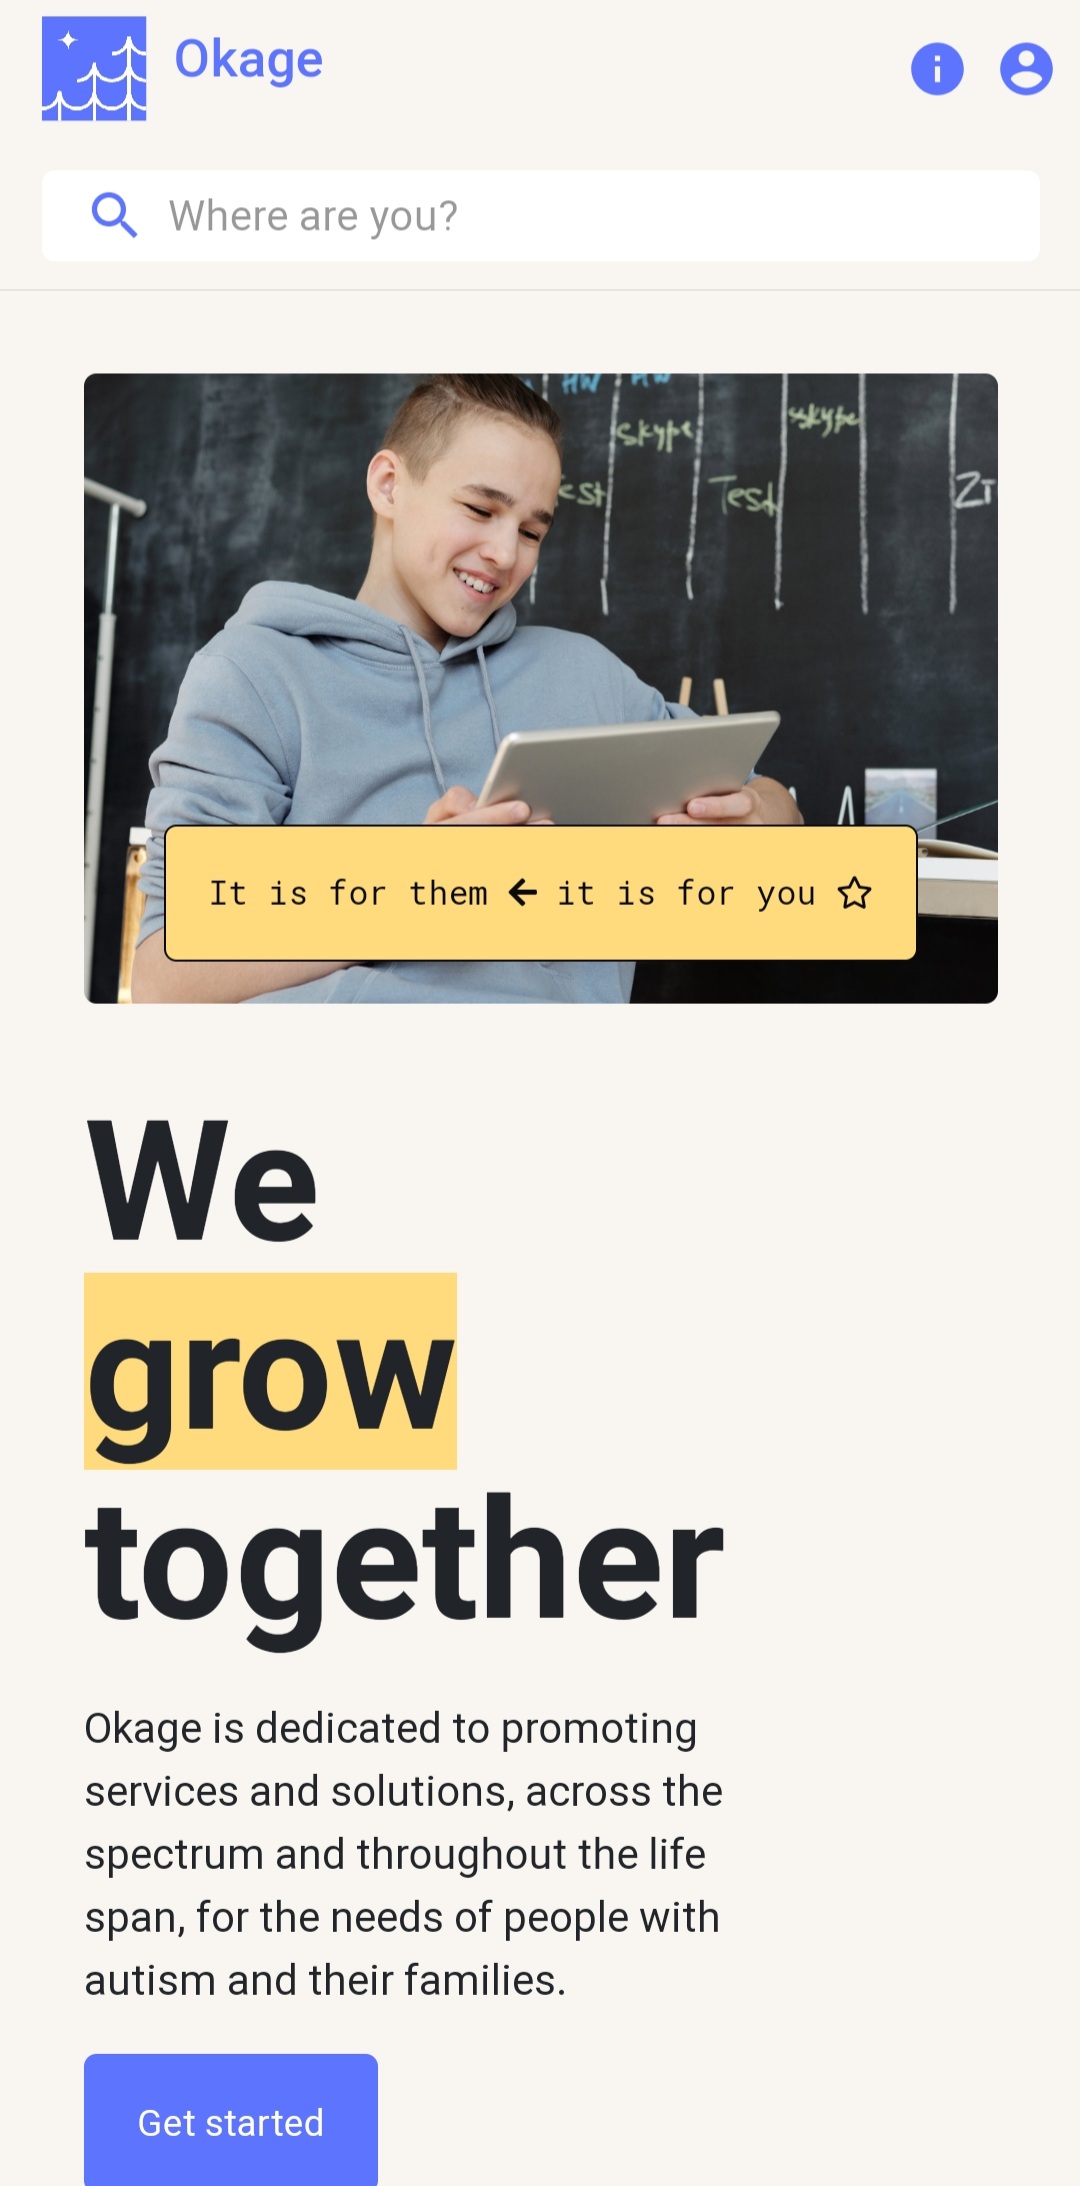 Okage
Where are you?
HW HW
skype
skype
est
Test
It is for them ← it is for you ☆
We
grow
together
Okage is dedicated to promoting
services and solutions, across the
spectrum and throughout the life
span, for the needs of people with
autism and their families.
Get started